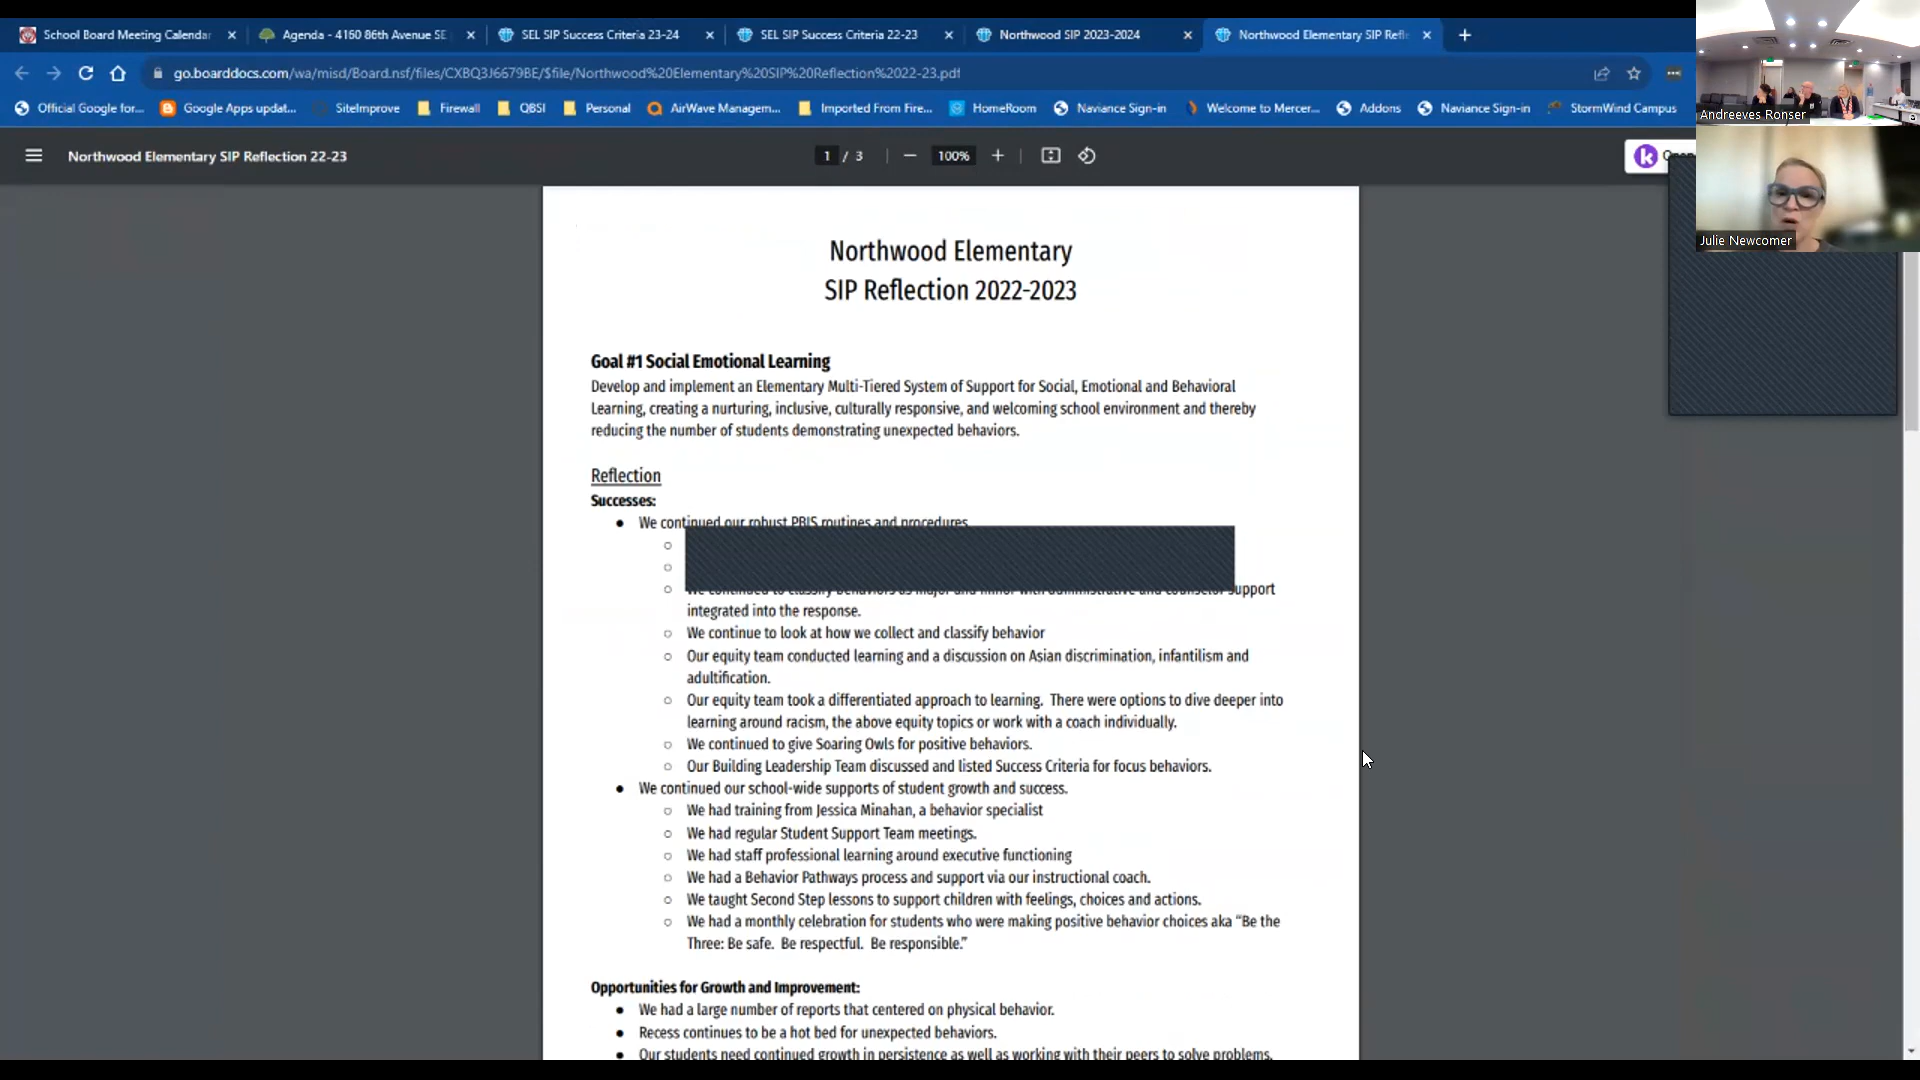 School Board Meeting Calendar
Agenda - 4160 86th Avenue SE
SEL SIP Success Criteria 23-24
SEL SIP Success Criteria 22-23
Northwood SIP 2023-2024
Northwood Elementary SIP Refle
go.boarddocs.com/wa/misd/Board.nsf/files/CXBQ3J6679BE/$file/Northwood%20Elementary%20SIP%20Reflection%2022-23.pdf
Official Google for...
Google Apps updat...
SiteImprove
Firewall
QBSI
Personal
AirWave Managem...
Imported From Fire...
HomeRoom
Naviance Sign-in
Welcome to Mercer...
Addons
Naviance Sign-in
StormWind Campus
Andreeves Ronser
Julie Newcomer
Northwood Elementary SIP Reflection 22-23
1 / 3
100%
Northwood Elementary
SIP Reflection 2022-2023
Goal #1 Social Emotional Learning
Develop and implement an Elementary Multi-Tiered System of Support for Social, Emotional and Behavioral
Learning, creating a nurturing, inclusive, culturally responsive, and welcoming school environment and thereby
reducing the number of students demonstrating unexpected behaviors.
Reflection
Successes:
We continued our robust PBIS routines and procedures
We continued to classify behaviors as major and minor with administrative and counselor support
integrated into the response.
We continue to look at how we collect and classify behavior
Our equity team conducted learning and a discussion on Asian discrimination, infantilism and
adultification.
Our equity team took a differentiated approach to learning. There were options to dive deeper into
learning around racism, the above equity topics or work with a coach individually.
We continued to give Soaring Owls for positive behaviors.
Our Building Leadership Team discussed and listed Success Criteria for focus behaviors.
We continued our school-wide supports of student growth and success.
We had training from Jessica Minahan, a behavior specialist
We had regular Student Support Team meetings.
We had staff professional learning around executive functioning
We had a Behavior Pathways process and support via our instructional coach.
We taught Second Step lessons to support children with feelings, choices and actions.
We had a monthly celebration for students who were making positive behavior choices aka “Be the
Three: Be safe. Be respectful. Be responsible.”
Opportunities for Growth and Improvement:
We had a large number of reports that centered on physical behavior.
Recess continues to be a hot bed for unexpected behaviors.
Our students need continued growth in persistence as well as working with their peers to solve problems.